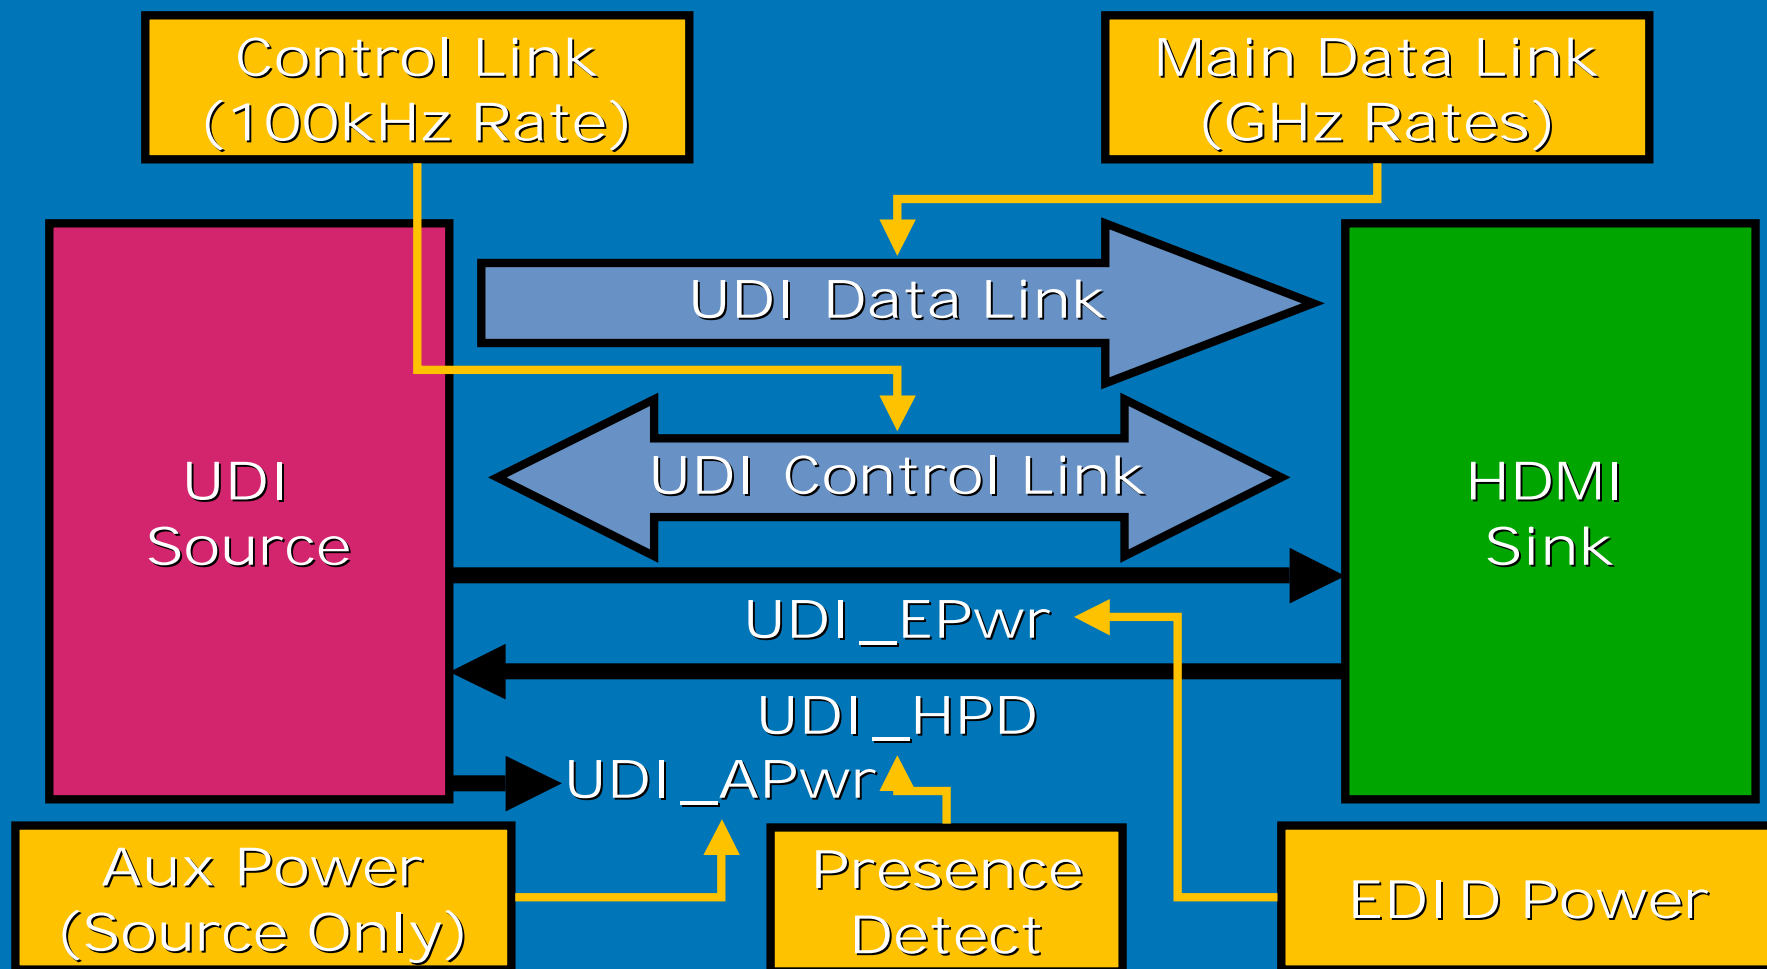 Control Link
(100kHz Rate)
Main Data Link
(GHz Rates)
UDI Data Link
UDI Control Link
UDI
Source
HDMI
Sink
UDI_EPwr
UDI_HPD
UDI_APwr
Aux Power
(Source Only)
Presence
Detect
EDID Power